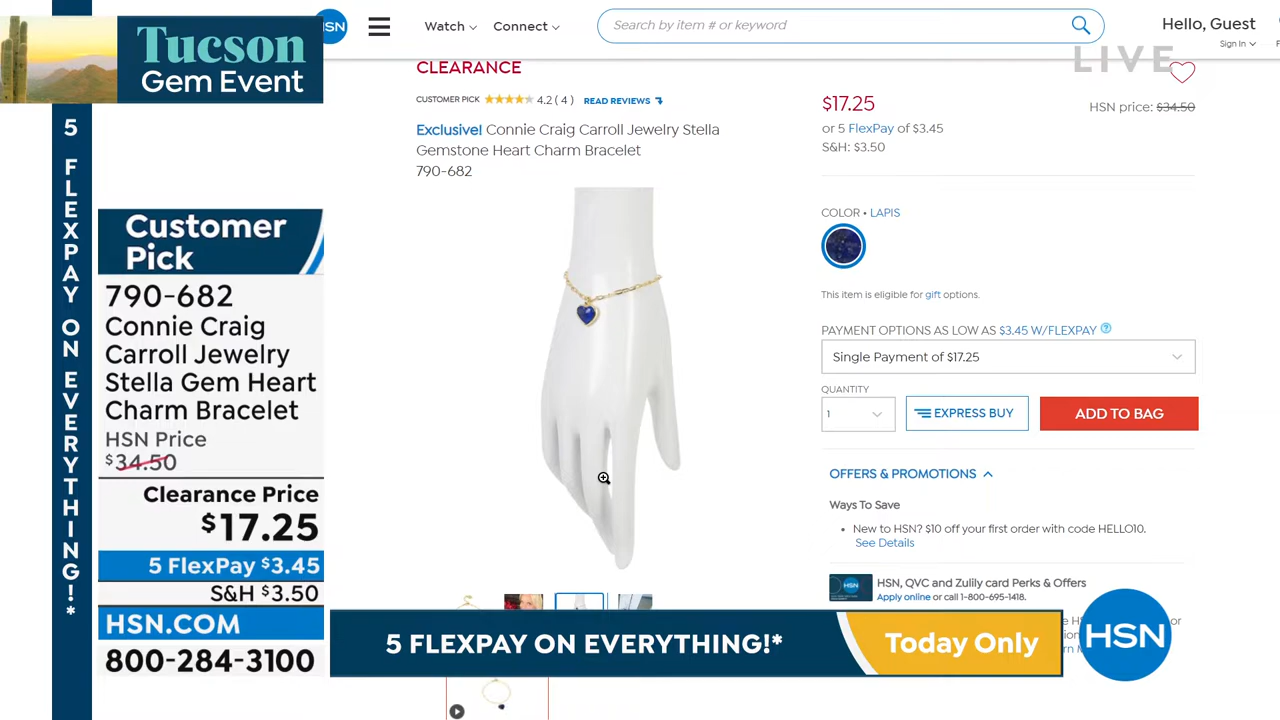 Tucson
Gem Event
5 FLEXPAY ON EVERYTHING!*
Customer
Pick
790-682
Connie Craig
Carroll Jewelry
Stella Gem Heart
Charm Bracelet
HSN Price
$34.50
Clearance Price
$17.25
5 FlexPay $3.45
S&H $3.50
HSN.COM
800-284-3100
HSN
Watch
Connect
Search by item # or keyword
Hello, Guest
Sign In
LIVE
CLEARANCE
CUSTOMER PICK 4.2 ( 4 ) READ REVIEWS
Exclusive! Connie Craig Carroll Jewelry Stella
Gemstone Heart Charm Bracelet
790-682
$17.25
HSN price: $34.50
or 5 FlexPay of $3.45
S&H: $3.50
COLOR • LAPIS
This item is eligible for gift options.
PAYMENT OPTIONS AS LOW AS $3.45 W/FLEXPAY ?
Single Payment of $17.25
QUANTITY
1
EXPRESS BUY
ADD TO BAG
OFFERS & PROMOTIONS
Ways To Save
• New to HSN? $10 off your first order with code HELLO10.
See Details
HSN, QVC and Zulily card Perks & Offers
Apply online or call 1-800-695-1418.
5 FLEXPAY ON EVERYTHING!*
Today Only
HSN